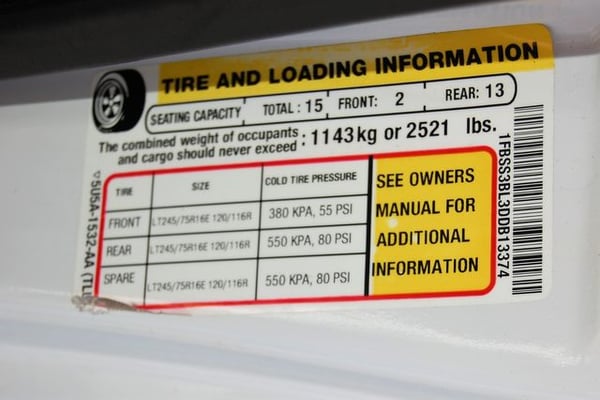 TIRE AND LOADING INFORMATION
SEATING CAPACITY TOTAL : 15 FRONT: 2 REAR: 13
The combined weight of occupants
and cargo should never exceed : 1143kg or 2521 lbs.
TIRE SIZE COLD TIRE PRESSURE
FRONT LT245/75R16E 120/116R 380 KPA, 55 PSI
REAR LT245/75R16E 120/116R 550 KPA, 80 PSI
SPARE LT245/75R16E 120/116R 550 KPA, 80 PSI
SEE OWNERS
MANUAL FOR
ADDITIONAL
INFORMATION
5U5A-1532-AA
1FBSS3BL3DDB13374